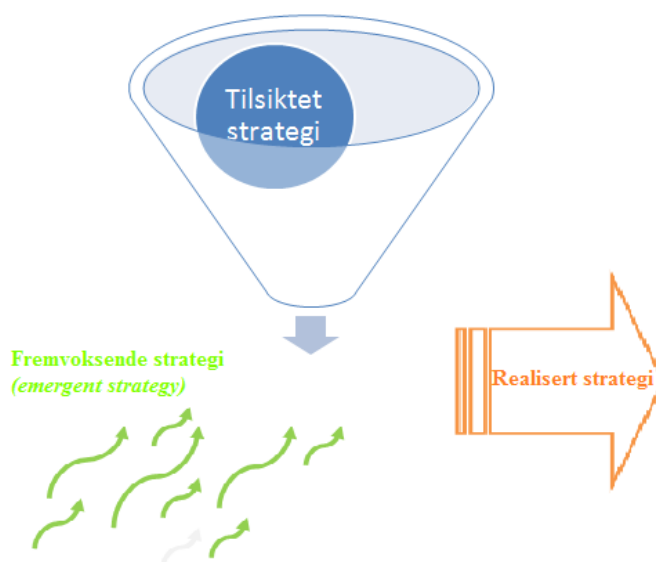 Tilsiktet
strategi
Fremvoksende strategi
(emergent strategy)
Realisert strategi